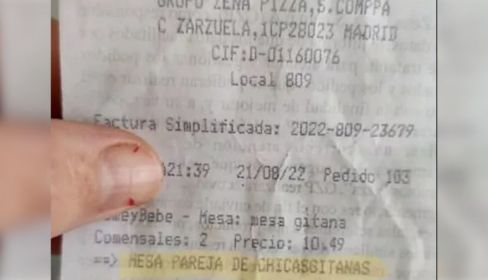 GRUPO ZENA PIZZA,S.COMPPA
C ZARZUELA,1CP28023 MADRID
CIF:D-01160076
Local 809
Factura Simplificada: 2022-809-23679
21:39 21/08/22 Pedido 103
meyBebe - Mesa: mesa gitana
Comensales: 2 Precio: 10.49
==> MESA PAREJA DE CHICASGITANAS